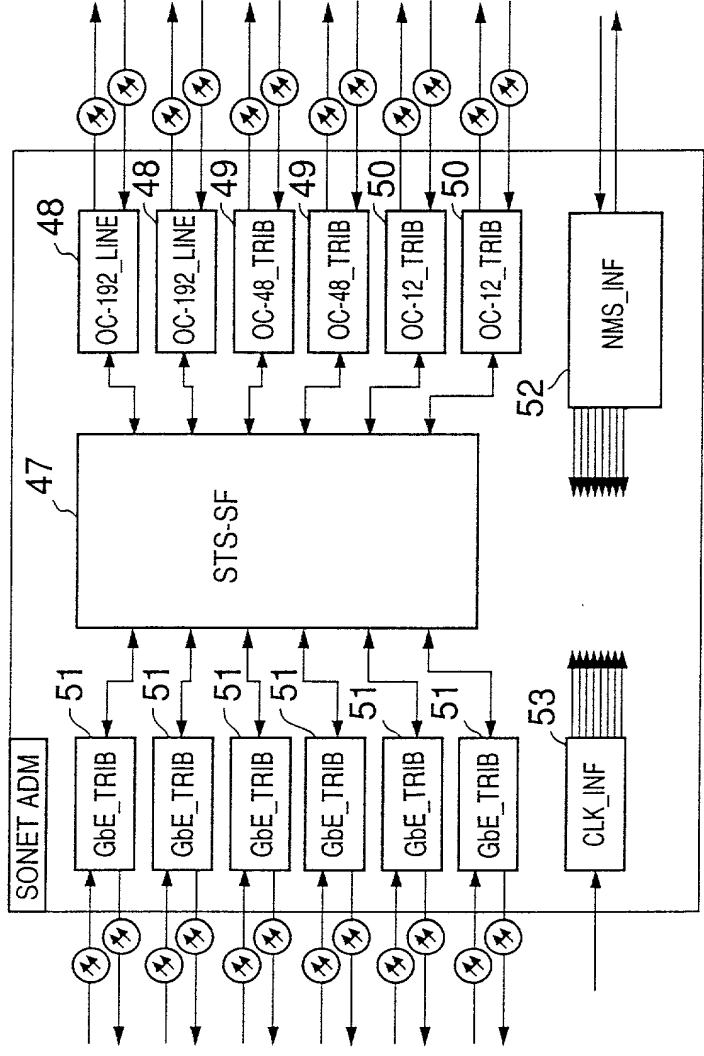 SONET ADM
GbE_TRIB
51
GbE_TRIB
51
GbE_TRIB
51
GbE_TRIB
51
GbE_TRIB
51
GbE_TRIB
51
CLK_INF
53
STS-SF
47
OC-192_LINE
48
OC-192_LINE
48
OC-48_TRIB
49
OC-48_TRIB
49
OC-12_TRIB
50
OC-12_TRIB
50
NMS_INF
52